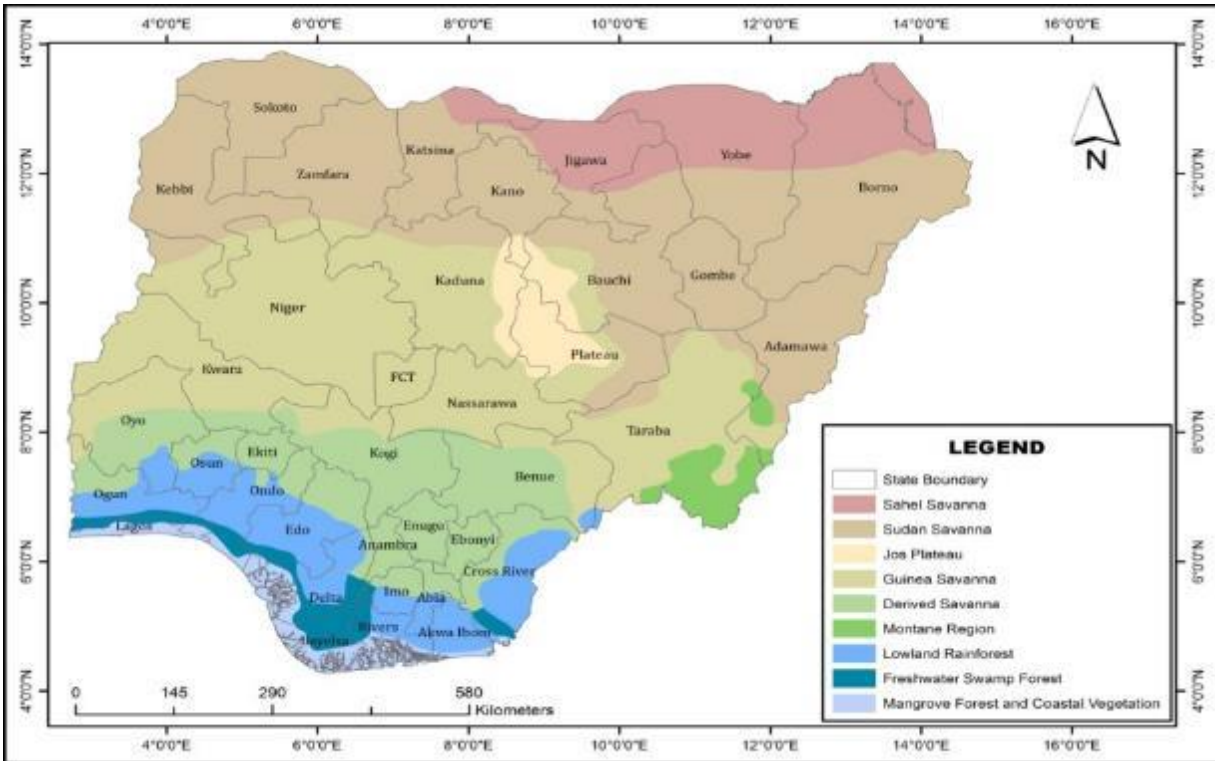 4°0'0"E 6°0'0"E 8°0'0"E 10°0'0"E 12°0'0"E 14°0'0"E 16°0'0"E
14°0'0"N 14°0'0"N
Sokoto
Katsina
Jigawa
Yobe
Zamfara
Kebbi
Kano
Borno
N
12°0'0"N 12°0'0"N
Kaduna
Bauchi
Gombe
Niger
10°0'0"N 10°0'0"N
Plateau
Adamawa
Kwara
FCT
Nassarawa
Oyo
Taraba
8°0'0"N 8°0'0"N
Osun
Ekiti
Kogi
Benue
Ogun
Ondo
Lagos
Edo
Enugu
Anambra
Ebonyi
6°0'0"N 6°0'0"N
Cross River
Delta
Imo
Abia
Rivers
Akwa Ibom
4°0'0"N 4°0'0"N
LEGEND
State Boundary
Sahel Savanna
Sudan Savanna
Jos Plateau
Guinea Savanna
Derived Savanna
Montane Region
Lowland Rainforest
Freshwater Swamp Forest
Mangrove Forest and Coastal Vegetation
0 145 290 580
Kilometers
4°0'0"E 6°0'0"E 8°0'0"E 10°0'0"E 12°0'0"E 14°0'0"E 16°0'0"E